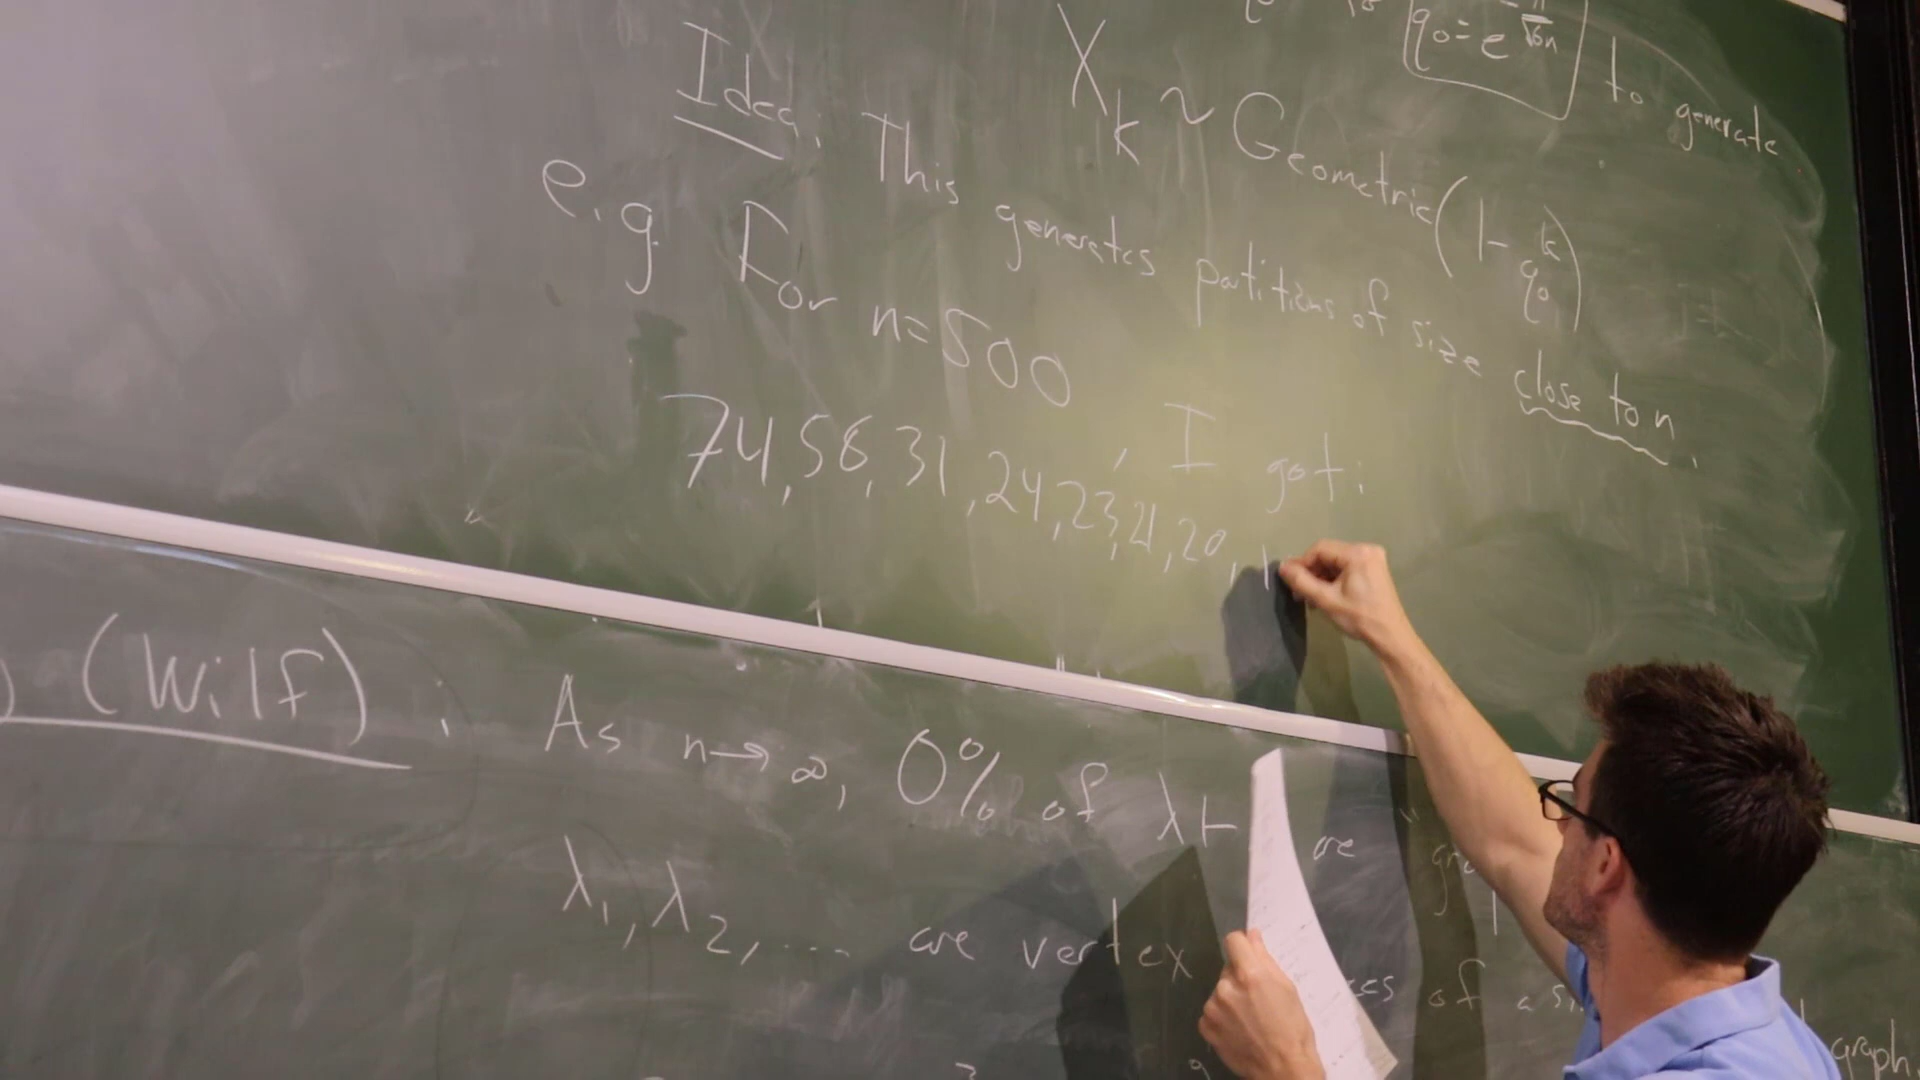 q₀ = e^{-π/√6n} to generate
X_k ~ Geometric(1 - q₀^k)
Idea: This generates partitions of size close to n.
e.g For n=500, I got:
74, 56, 31, 24, 23, 21, 20, 1
(Wilf): As n→∞, 0% of λ⊢ are
λ₁, λ₂, ... are vertex of a graph.